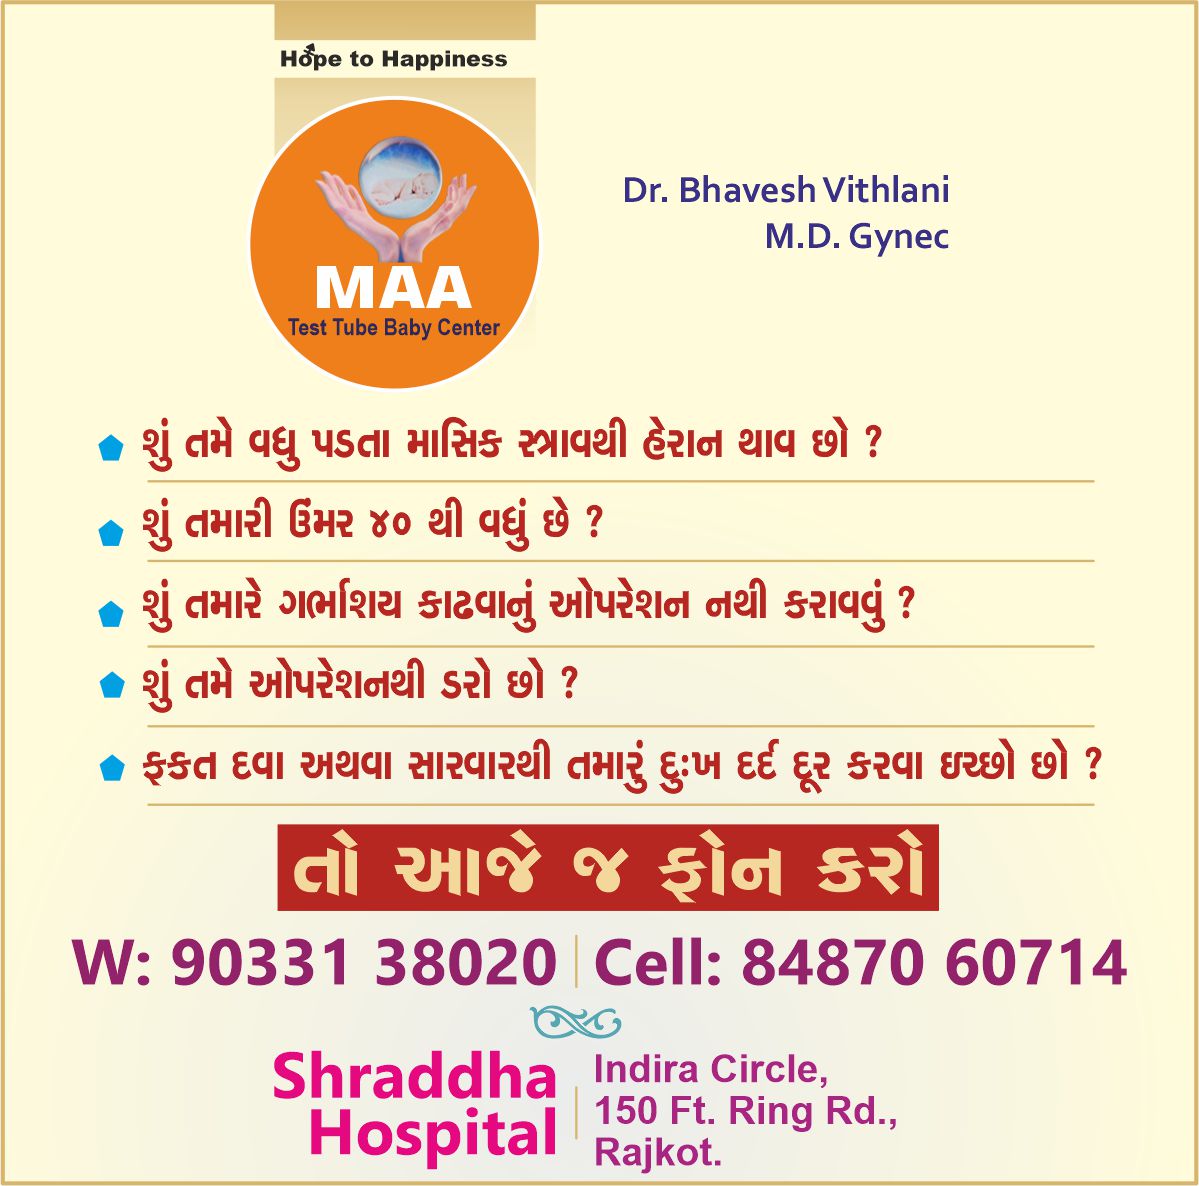 Hope to Happiness
MAA
Test Tube Baby Center
Dr. Bhavesh Vithlani
M.D. Gynec
શું તમે વધુ પડતા માસિક સ્ત્રાવથી હેરાન થાવ છો ?
શું તમારી ઉંમર ૪૦ થી વધું છે ?
શું તમારે ગર્ભાશય કાઢવાનું ઓપરેશન નથી કરાવવું ?
શું તમે ઓપરેશનથી ડરો છો ?
ફકત દવા અથવા સારવારથી તમારું દુઃખ દર્દ દૂર કરવા ઇચ્છો છો ?
તો આજે જ ફોન કરો
W: 90331 38020 | Cell: 84870 60714
Shraddha
Hospital
Indira Circle,
150 Ft. Ring Rd.,
Rajkot.